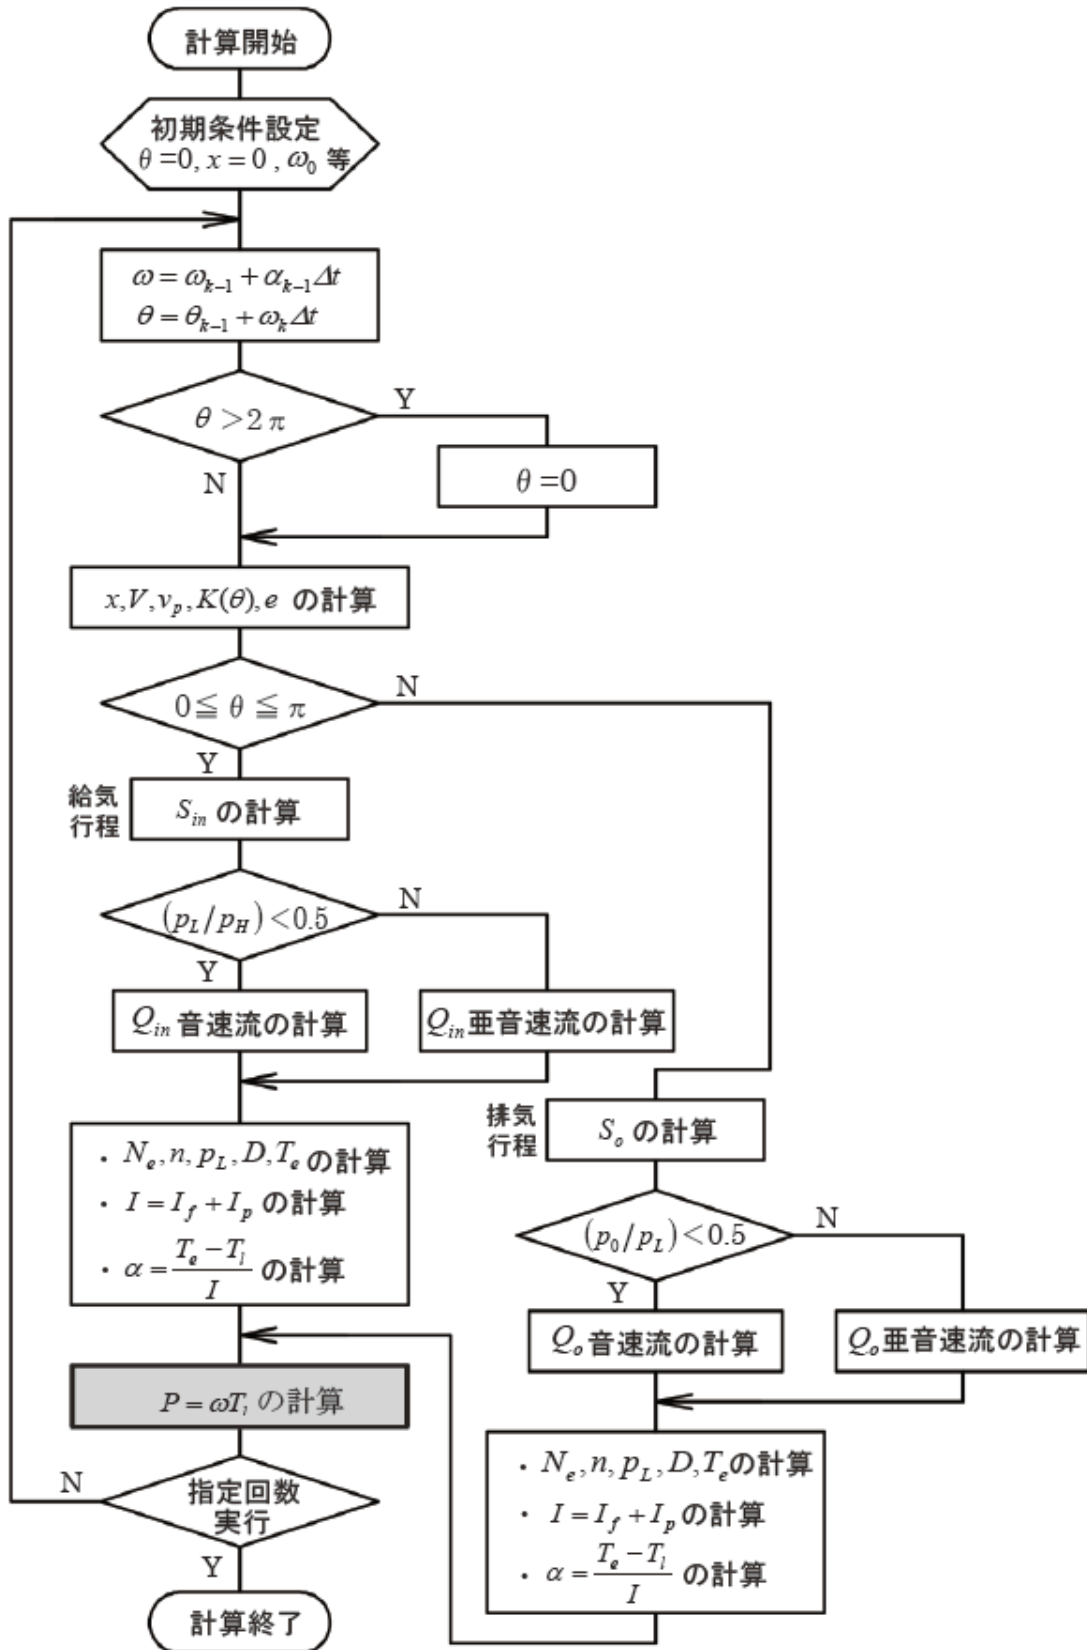 計算開始
初期条件設定
θ=0, x=0, ω₀ 等
ω=ωₖ₋₁+αₖ₋₁Δt
θ=θₖ₋₁+ωₖΔt
θ>2π
Y
N
θ=0
x,V,v_p,K(θ),e の計算
0≦θ≦π
N
Y
給気
行程
S_in の計算
(p_L/p_H)<0.5
N
Y
Q_in 音速流の計算
Q_in 亜音速流の計算
・ N_e,n,p_L,D,T_e の計算
・ I=I_f+I_p の計算
・ α=(T_e−T_l)/I の計算
排気
行程
S_o の計算
(p_0/p_L)<0.5
N
Y
Q_o 音速流の計算
Q_o 亜音速流の計算
・ N_e,n,p_L,D,T_e の計算
・ I=I_f+I_p の計算
・ α=(T_e−T_l)/I の計算
P=ωT_l の計算
指定回数
実行
N
Y
計算終了